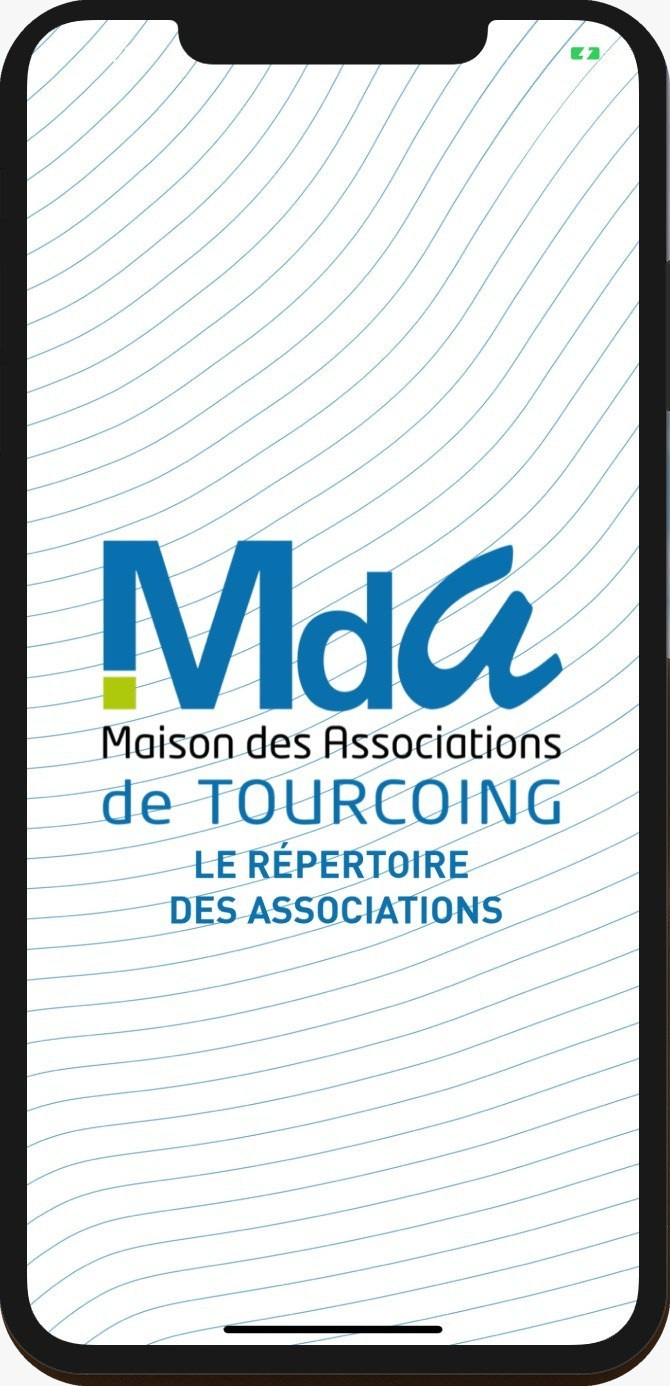 Mda
Maison des Associations
de TOURCOING
LE RÉPERTOIRE
DES ASSOCIATIONS